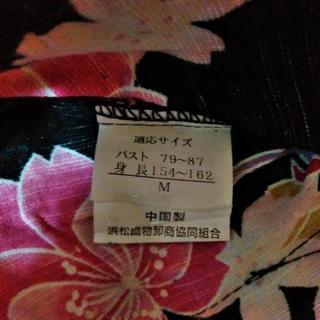 適応サイズ
バスト 79～87
身長154～162
M
中国製
浜松織物卸商協同組合